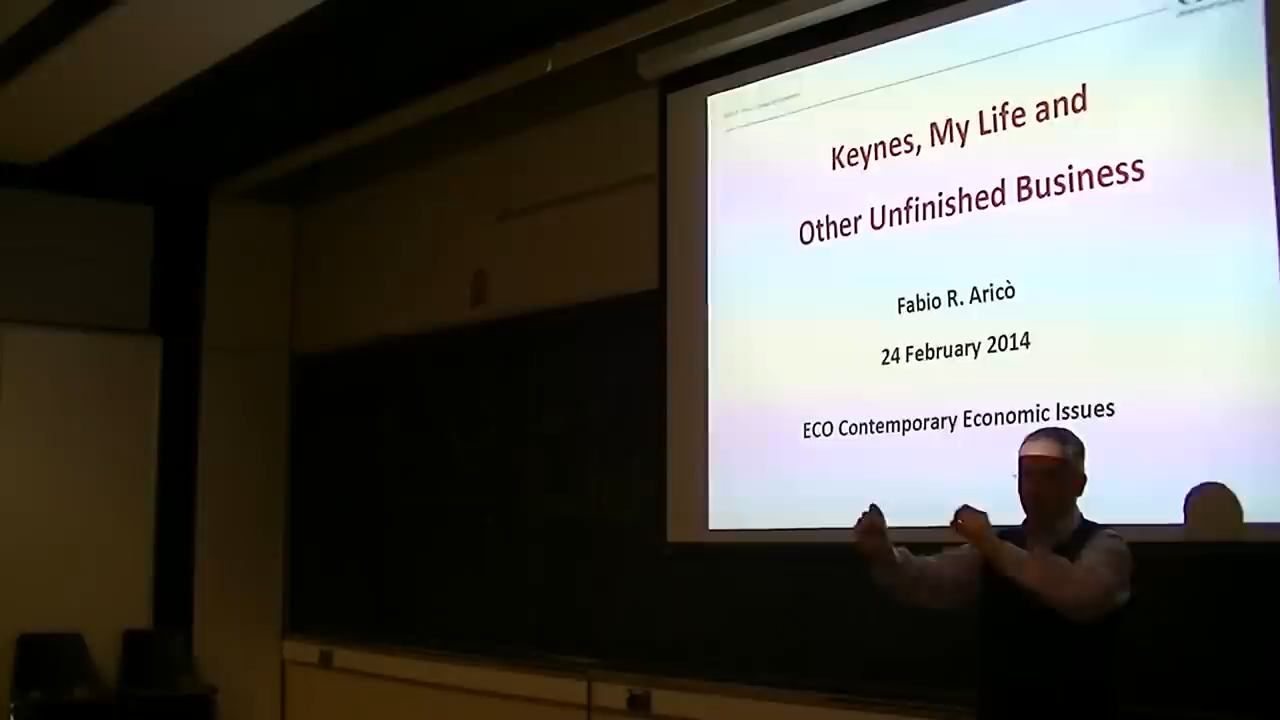 Keynes, My Life and
Other Unfinished Business
Fabio R. Aricò
24 February 2014
ECO Contemporary Economic Issues